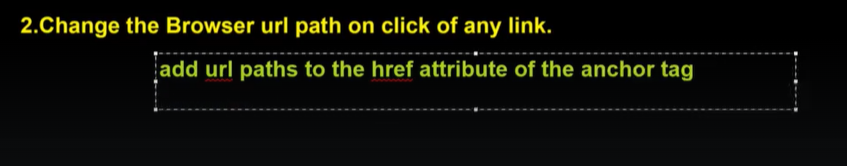 2.Change the Browser url path on click of any link.
add url paths to the href attribute of the anchor tag